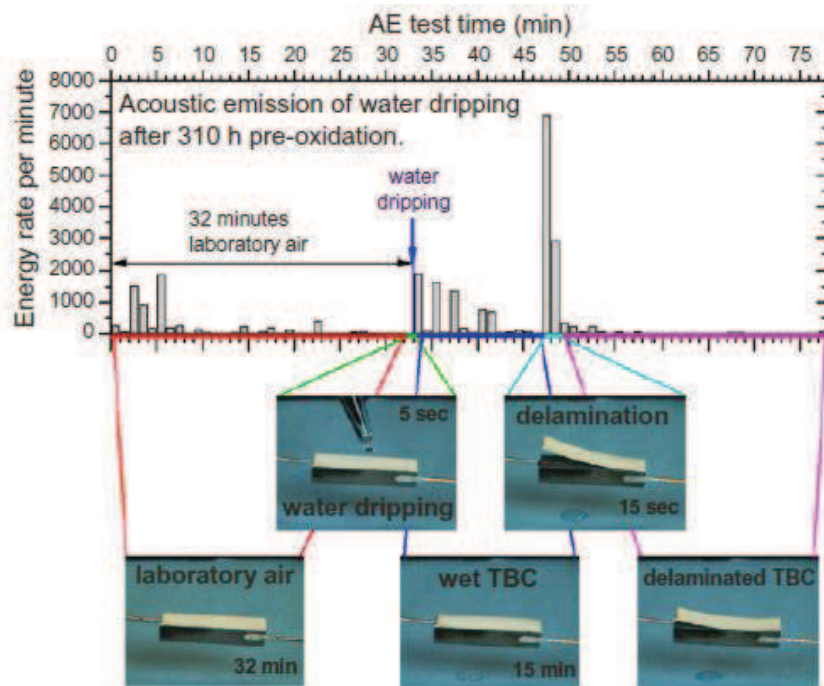 AE test time (min)
0 5 10 15 20 25 30 35 40 45 50 55 60 65 70 75
Energy rate per minute
8000
7000
6000
5000
4000
3000
2000
1000
0
Acoustic emission of water dripping
after 310 h pre-oxidation.
water
dripping
32 minutes
laboratory air
5 sec
water dripping
delamination
15 sec
laboratory air
32 min
wet TBC
15 min
delaminated TBC